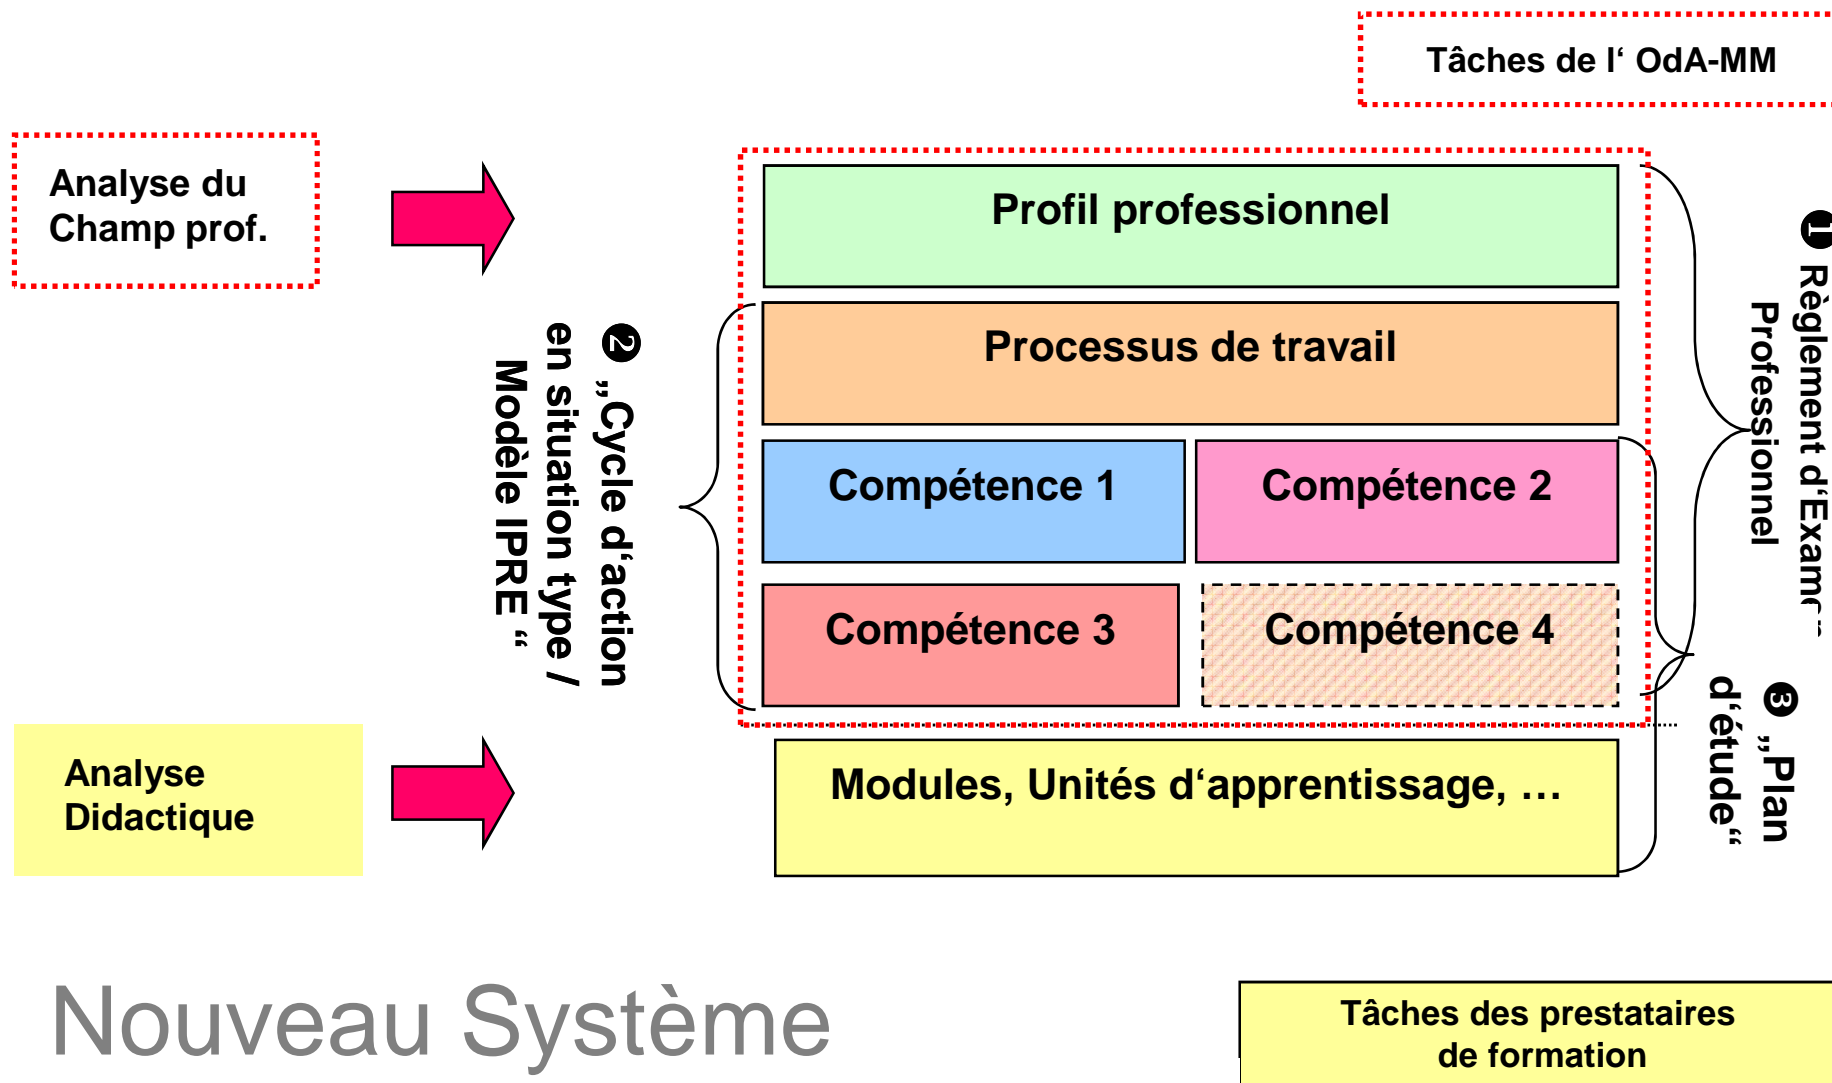 Tâches de l‘ OdA-MM
Analyse du
Champ prof.
Profil professionnel
❶ Règlement d‘Examen
Professionnel
Processus de travail
❷ „Cycle d‘action
en situation type /
Modèle IPRE “
Compétence 1
Compétence 2
Compétence 3
Compétence 4
❸ „Plan
d‘étude“
Analyse
Didactique
Modules, Unités d‘apprentissage, …
Nouveau Système
Tâches des prestataires
de formation